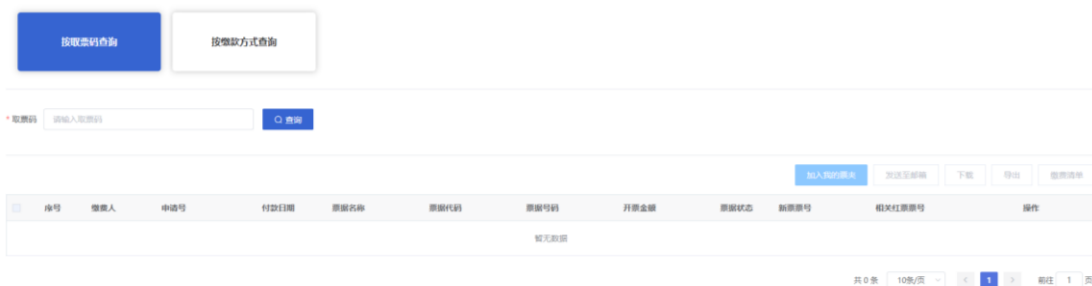 按取票码查询 按缴款方式查询
* 取票码 请输入取票码 查询
加入我的票夹 发送至邮箱 下载 导出 缴费清单
序号 缴费人 申请号 付款日期 票据名称 票据代码 票据号码 开票金额 票据状态 新票票号 相关红票票号 操作
暂无数据
共 0 条 10条/页 < 1 > 前往 1 页